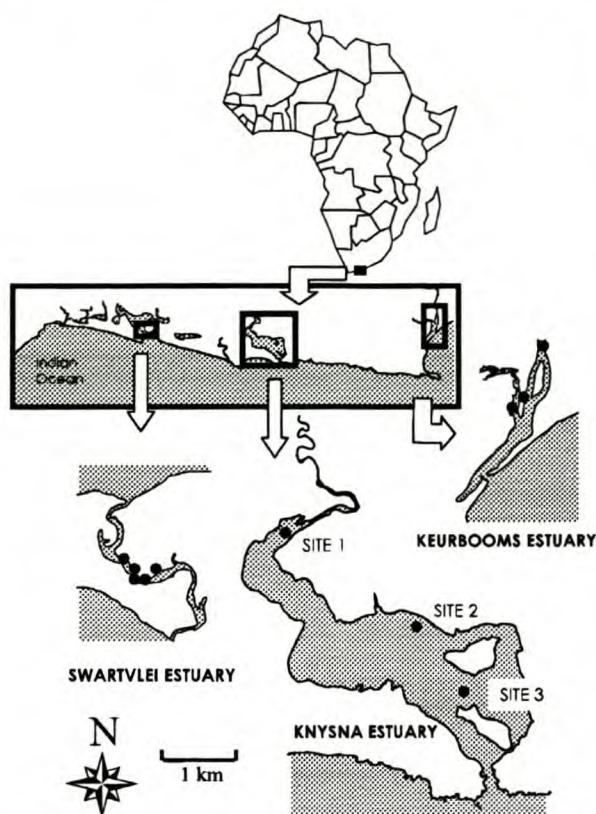 Indian
Ocean
SITE 1
KEURBOOMS ESTUARY
SITE 2
SWARTVLEI ESTUARY
SITE 3
KNYSNA ESTUARY
N
1 km